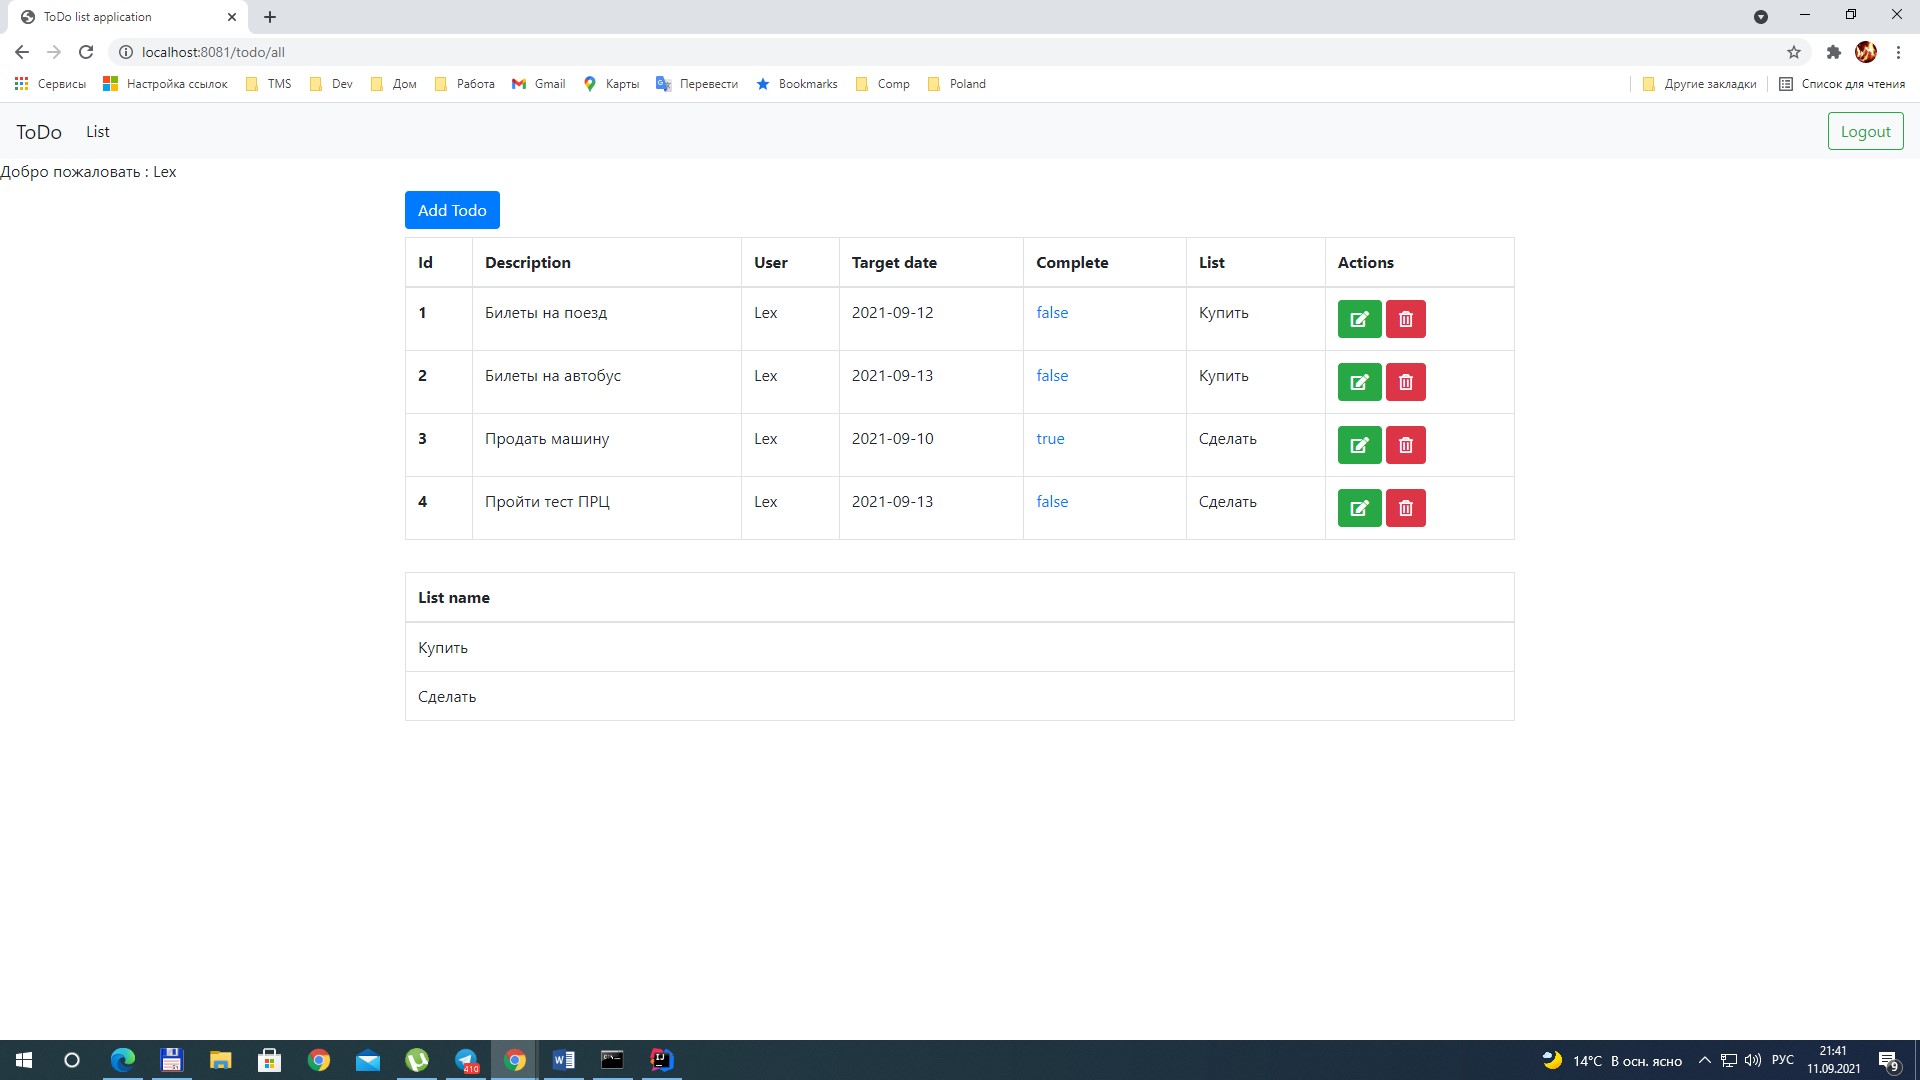 ToDo list application
localhost:8081/todo/all
Сервисы Настройка ссылок TMS Dev Дом Работа Gmail Карты Перевести Bookmarks Comp Poland Другие закладки Список для чтения
ToDo List Logout
Добро пожаловать : Lex
Add Todo
Id Description User Target date Complete List Actions
1 Билеты на поезд Lex 2021-09-12 false Купить
2 Билеты на автобус Lex 2021-09-13 false Купить
3 Продать машину Lex 2021-09-10 true Сделать
4 Пройти тест ПРЦ Lex 2021-09-13 false Сделать
List name
Купить
Сделать
410
14°C В осн. ясно РУС 21:41
11.09.2021
9